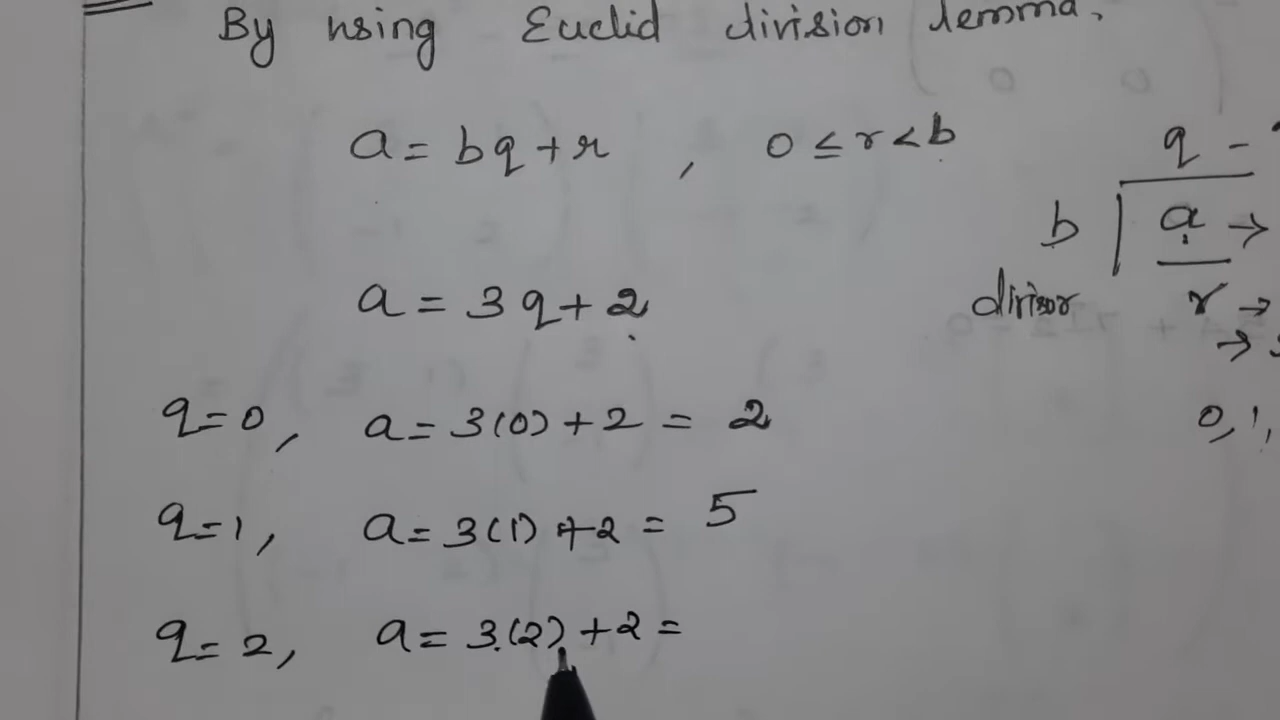 By using Euclid division lemma.
a = bq + r , 0 ≤ r < b
q -
b a →
divisor r →
→
a = 3q + 2
q = 0, a = 3(0) + 2 = 2
0, 1,
q = 1, a = 3(1) + 2 = 5
q = 2, a = 3(2) + 2 =